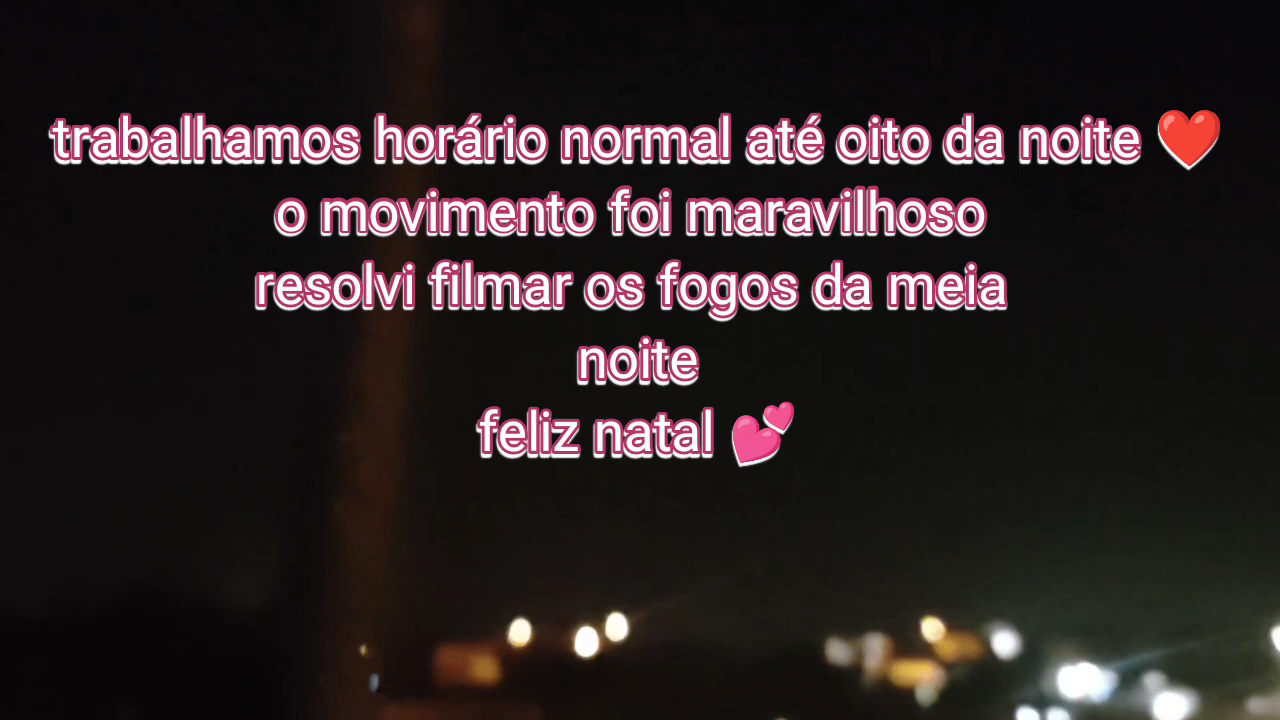 trabalhamos horário normal até oito da noite ❤️
o movimento foi maravilhoso
resolvi filmar os fogos da meia
noite
feliz natal 💕